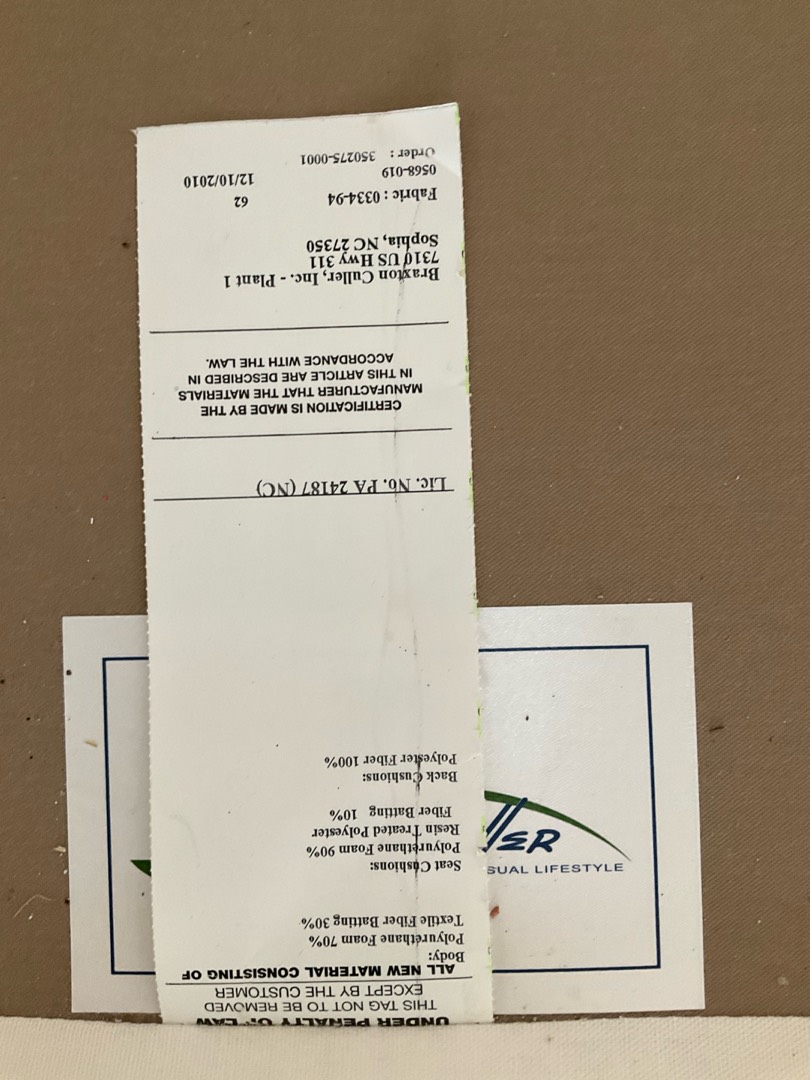 UNDER PENALTY OF LAW
THIS TAG NOT TO BE REMOVED
EXCEPT BY THE CUSTOMER
ALL NEW MATERIAL CONSISTING OF
Body:
Polyurethane Foam 70%
Textile Fiber Batting 30%
Seat Cushions:
Polyurethane Foam 90%
Resin Treated Polyester
Fiber Batting 10%
Back Cushions:
Polyester Fiber 100%
Lic. No. PA 24187 (NC)
CERTIFICATION IS MADE BY THE
MANUFACTURER THAT THE MATERIALS
IN THIS ARTICLE ARE DESCRIBED IN
ACCORDANCE WITH THE LAW.
Braxton Culler, Inc. - Plant 1
7310 US Hwy 311
Sophia, NC 27350
Fabric : 0334-94 62
0568-019 12/10/2010
Order : 350275-0001
LLER
SUAL LIFESTYLE